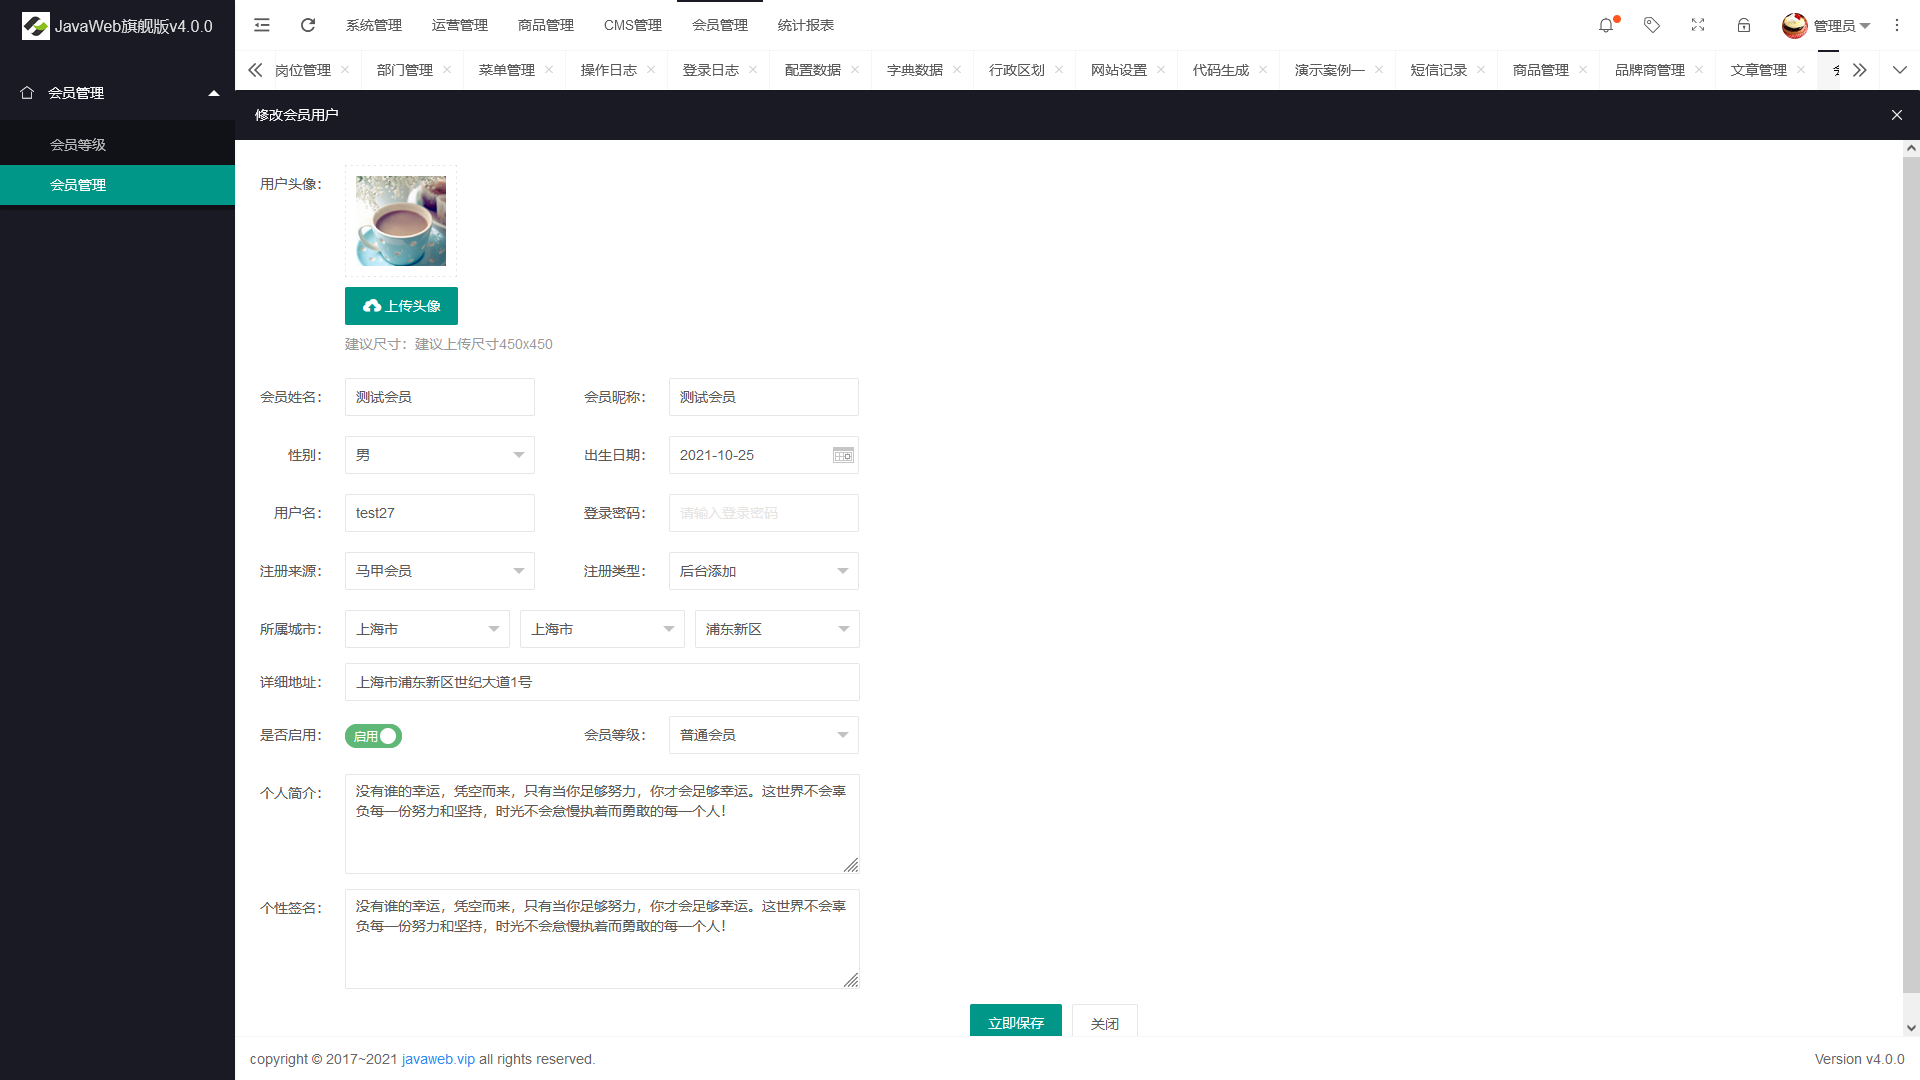 JavaWeb旗舰版v4.0.0
系统管理 运营管理 商品管理 CMS管理 会员管理 统计报表
管理员
岗位管理 部门管理 菜单管理 操作日志 登录日志 配置数据 字典数据 行政区划 网站设置 代码生成 演示案例一 短信记录 商品管理 品牌商管理 文章管理
会员管理
会员等级
会员管理
修改会员用户
用户头像：
上传头像
建议尺寸：建议上传尺寸450x450
会员姓名： 测试会员 会员昵称： 测试会员
性别： 男 出生日期： 2021-10-25
用户名： test27 登录密码： 请输入登录密码
注册来源： 马甲会员 注册类型： 后台添加
所属城市： 上海市 上海市 浦东新区
详细地址： 上海市浦东新区世纪大道1号
是否启用： 启用 会员等级： 普通会员
个人简介： 没有谁的幸运，凭空而来，只有当你足够努力，你才会足够幸运。这世界不会辜
负每一份努力和坚持，时光不会怠慢执着而勇敢的每一个人！
个性签名： 没有谁的幸运，凭空而来，只有当你足够努力，你才会足够幸运。这世界不会辜
负每一份努力和坚持，时光不会怠慢执着而勇敢的每一个人！
立即保存 关闭
copyright © 2017~2021 javaweb.vip all rights reserved.
Version v4.0.0